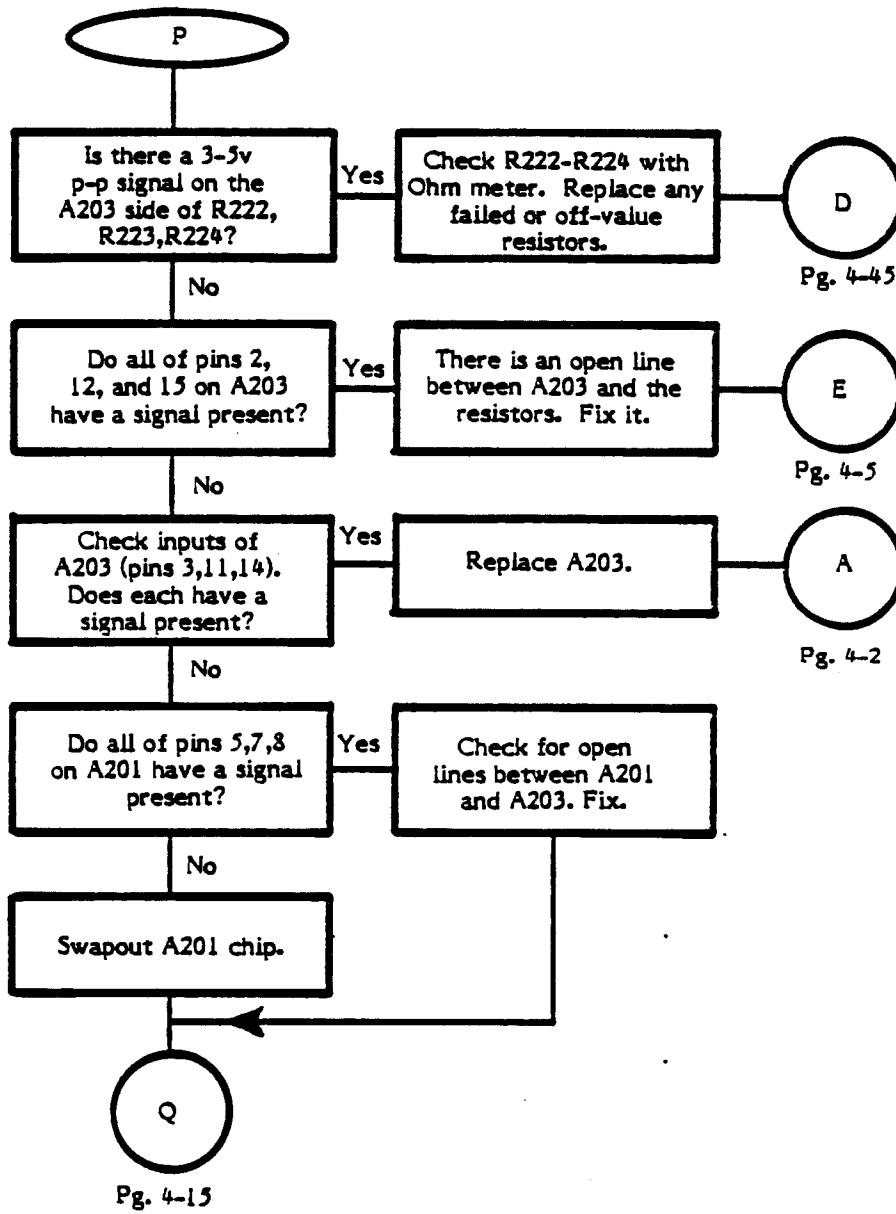 P
Is there a 3-5v
p-p signal on the
A203 side of R222,
R223,R224?
Yes
Check R222-R224 with
Ohm meter. Replace any
failed or off-value
resistors.
D
Pg. 4-45
No
Do all of pins 2,
12, and 15 on A203
have a signal present?
Yes
There is an open line
between A203 and the
resistors. Fix it.
E
Pg. 4-5
No
Check inputs of
A203 (pins 3,11,14).
Does each have a
signal present?
Yes
Replace A203.
A
Pg. 4-2
No
Do all of pins 5,7,8
on A201 have a signal
present?
Yes
Check for open
lines between A201
and A203. Fix.
No
Swapout A201 chip.
Q
Pg. 4-15